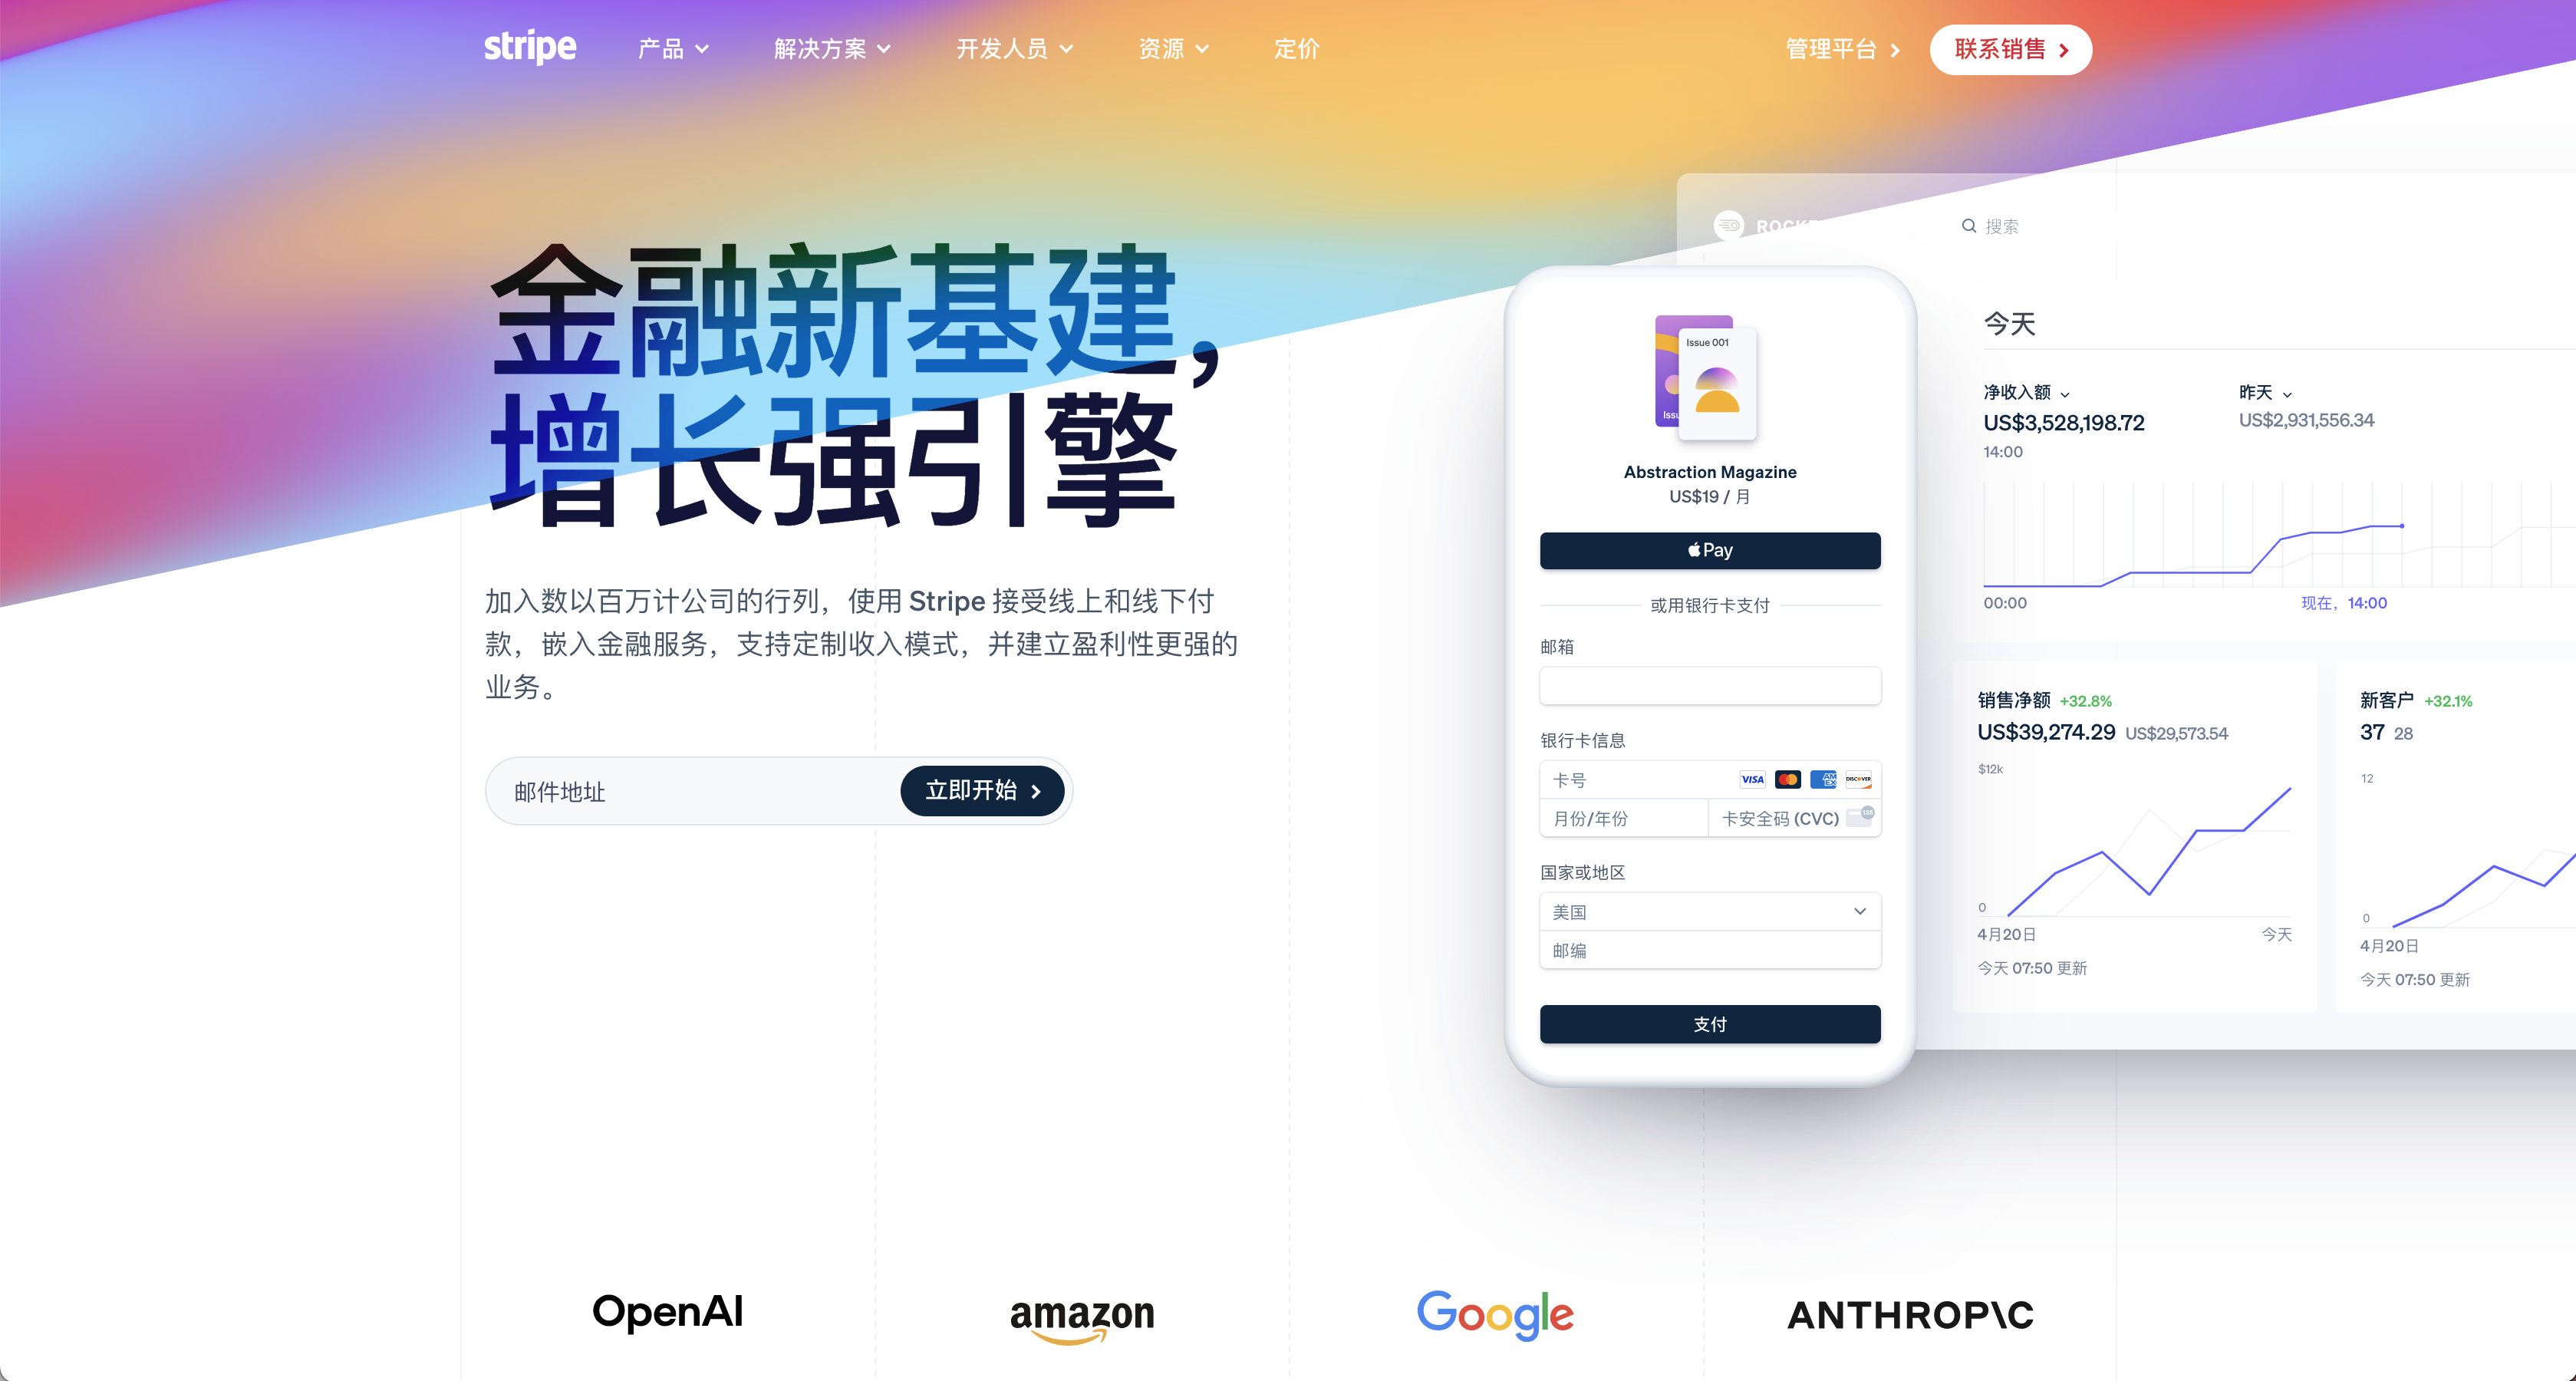 stripe
产品
解决方案
开发人员
资源
定价
管理平台
联系销售
金融新基建，
增长强引擎
加入数以百万计公司的行列，使用 Stripe 接受线上和线下付
款，嵌入金融服务，支持定制收入模式，并建立盈利性更强的
业务。
邮件地址
立即开始
Issue 001
Abstraction Magazine
US$19 / 月
Pay
或用银行卡支付
邮箱
银行卡信息
卡号
VISA
AMEX
DISCOVER
月份/年份
卡安全码 (CVC)
135
国家或地区
美国
邮编
支付
搜索
今天
净收入额
US$3,528,198.72
14:00
昨天
US$2,931,556.34
00:00
现在，14:00
销售净额 +32.8%
US$39,274.29 US$29,573.54
$12k
0
4月20日
今天
今天 07:50 更新
新客户 +32.1%
37 28
12
0
4月20日
今天 07:50 更新
OpenAI
amazon
Google
ANTHROP\C